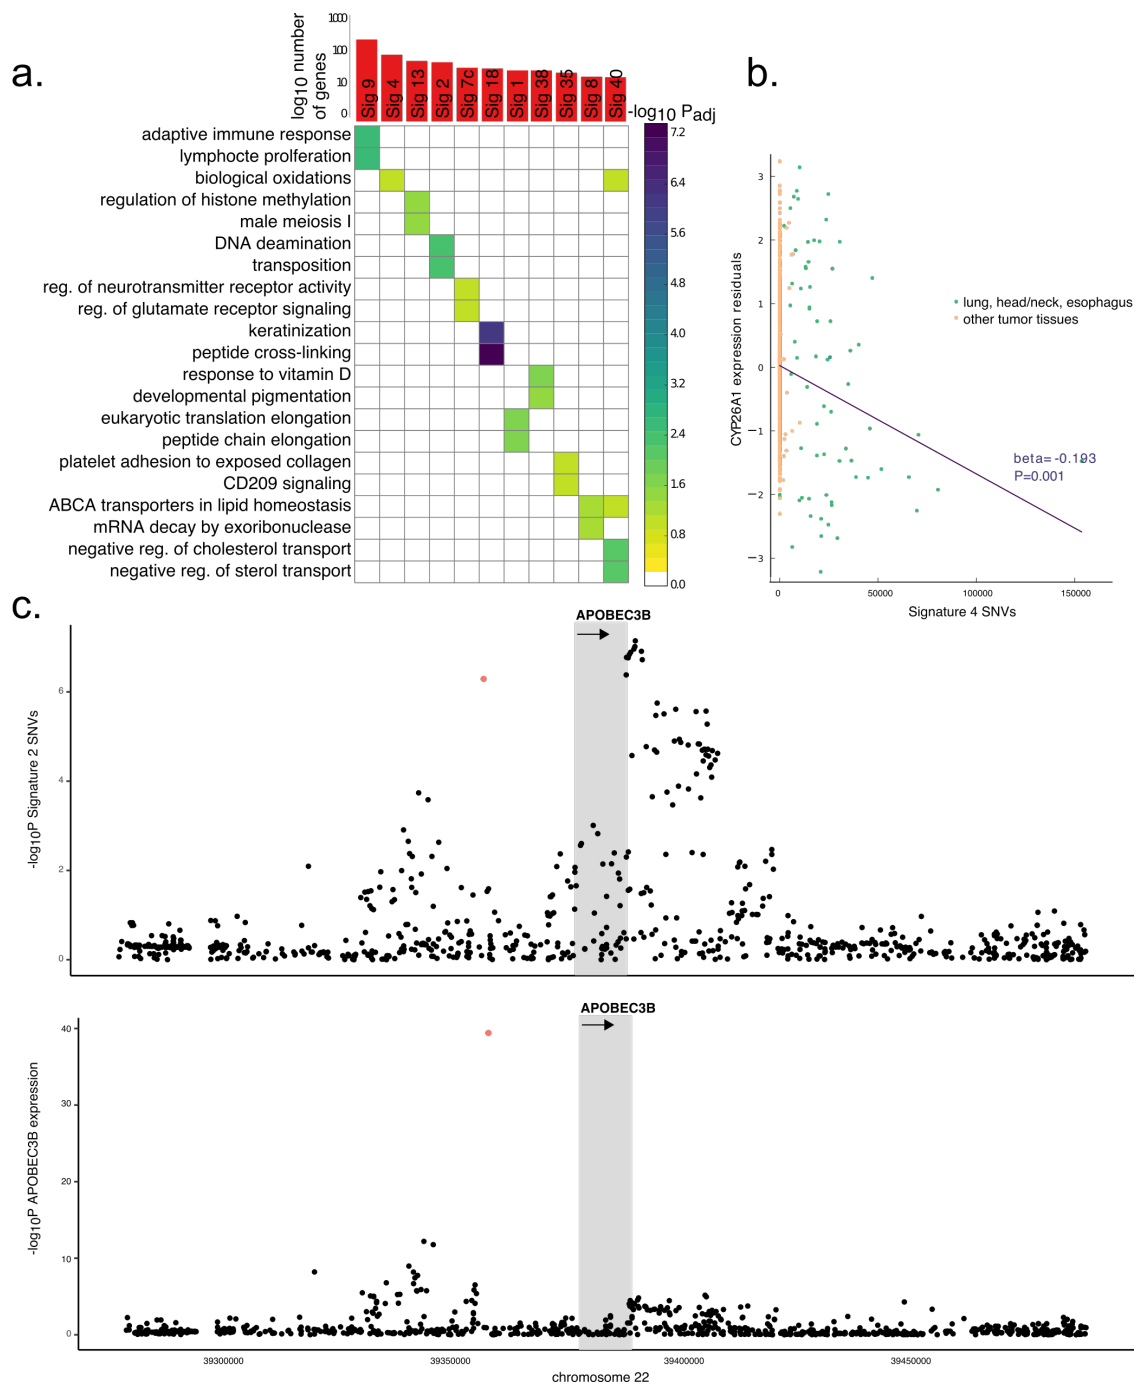 a.
log10 number
of genes
1000
100
10
0
Sig 9
Sig 4
Sig 13
Sig 2
Sig 7c
Sig 18
Sig 1
Sig 38
Sig 35
Sig 8
Sig 40
-log10 Padj
adaptive immune response
lymphocte prolferation
biological oxidations
regulation of histone methylation
male meiosis I
DNA deamination
transposition
reg. of neurotransmitter receptor activity
reg. of glutamate receptor signaling
keratinization
peptide cross-linking
response to vitamin D
developmental pigmentation
eukaryotic translation elongation
peptide chain elongation
platelet adhesion to exposed collagen
CD209 signaling
ABCA transporters in lipid homeostasis
mRNA decay by exoribonuclease
negative reg. of cholesterol transport
negative reg. of sterol transport
7.2
6.4
5.6
4.8
4.0
3.2
2.4
1.6
0.8
0.0
b.
CYP26A1 expression residuals
3
2
1
0
−1
−2
−3
lung, head/neck, esophagus
other tumor tissues
beta= -0.193
P=0.001
0
50000
100000
150000
Signature 4 SNVs
c.
APOBEC3B
-log10P Signature 2 SNVs
6
4
2
0
APOBEC3B
-log10P APOBEC3B expression
40
30
20
10
0
39300000
39350000
39400000
39450000
chromosome 22